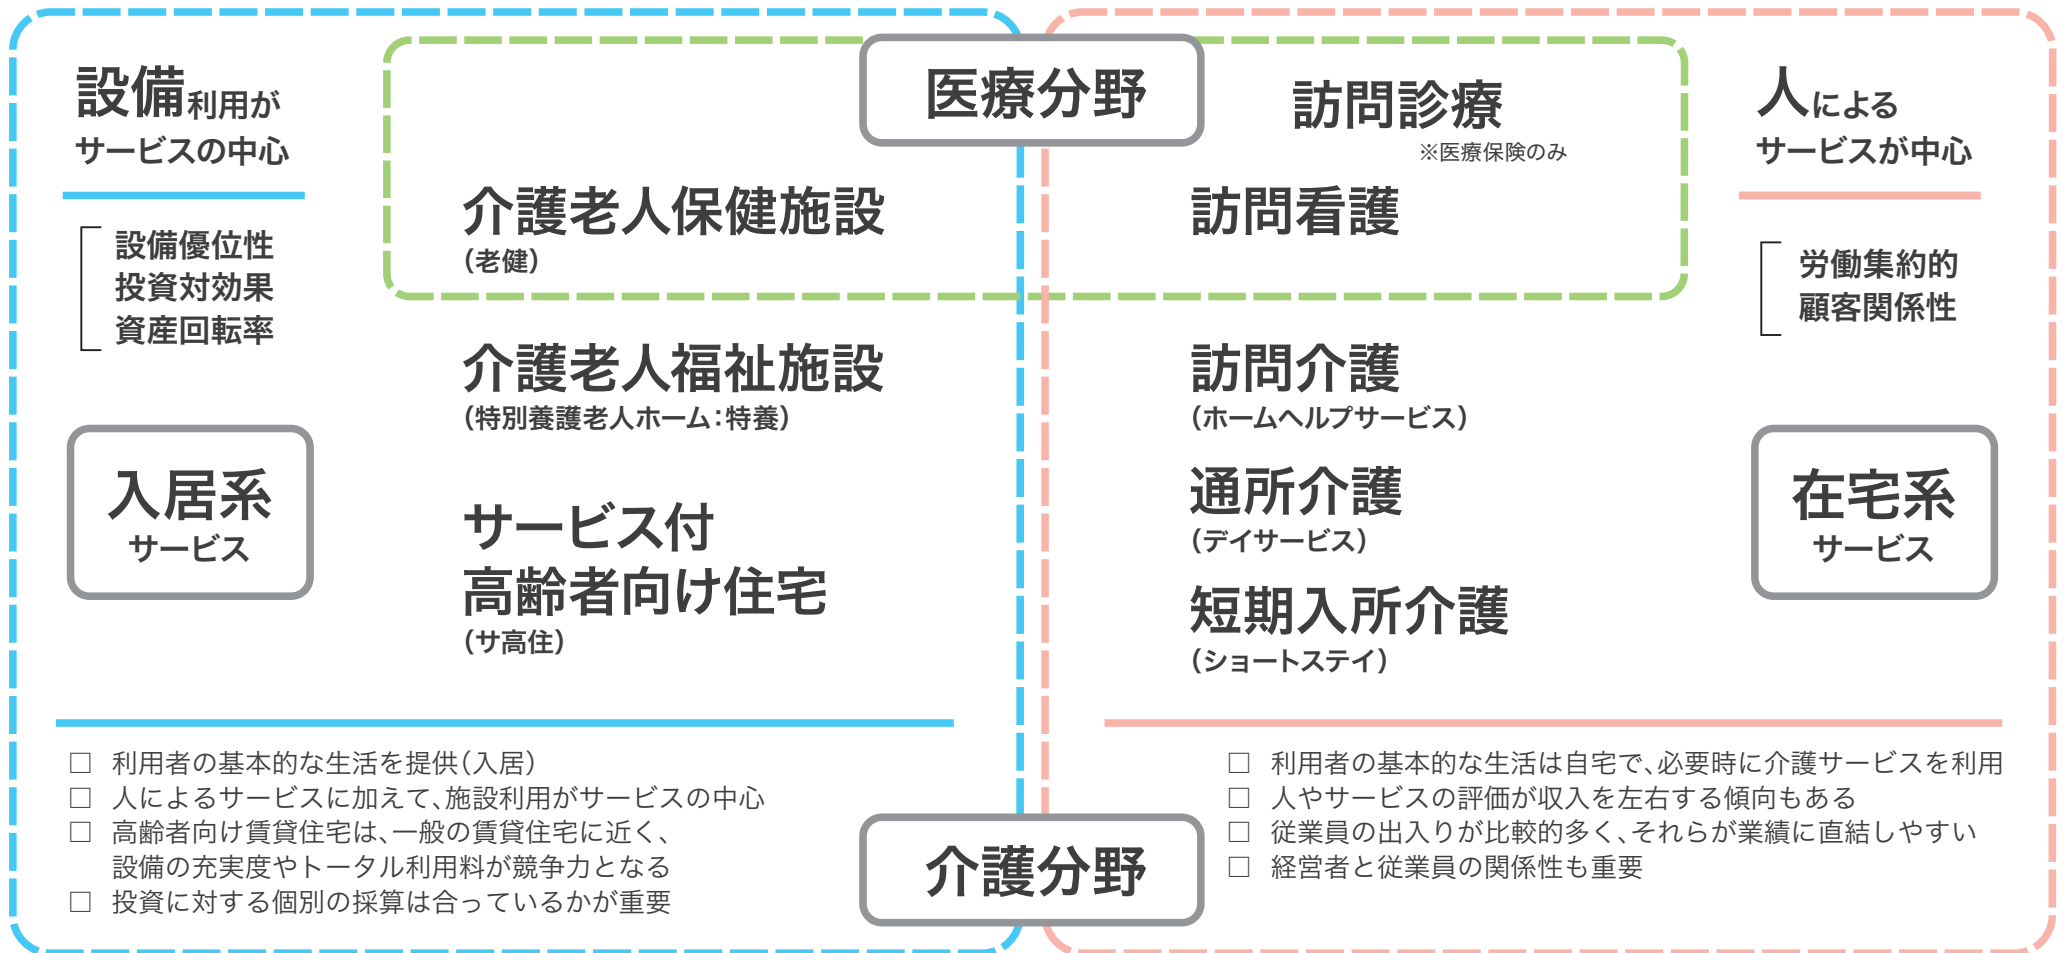 医療分野
設備利用が
サービスの中心
設備優位性
投資対効果
資産回転率
入居系
サービス
介護老人保健施設
（老健）
介護老人福祉施設
（特別養護老人ホーム：特養）
サービス付
高齢者向け住宅
（サ高住）
□ 利用者の基本的な生活を提供（入居）
□ 人によるサービスに加えて、施設利用がサービスの中心
□ 高齢者向け賃貸住宅は、一般の賃貸住宅に近く、
設備の充実度やトータル利用料が競争力となる
□ 投資に対する個別の採算は合っているかが重要
訪問診療
※医療保険のみ
訪問看護
訪問介護
（ホームヘルプサービス）
通所介護
（デイサービス）
短期入所介護
（ショートステイ）
人による
サービスが中心
労働集約的
顧客関係性
在宅系
サービス
□ 利用者の基本的な生活は自宅で、必要時に介護サービスを利用
□ 人やサービスの評価が収入を左右する傾向もある
□ 従業員の出入りが比較的多く、それらが業績に直結しやすい
□ 経営者と従業員の関係性も重要
介護分野